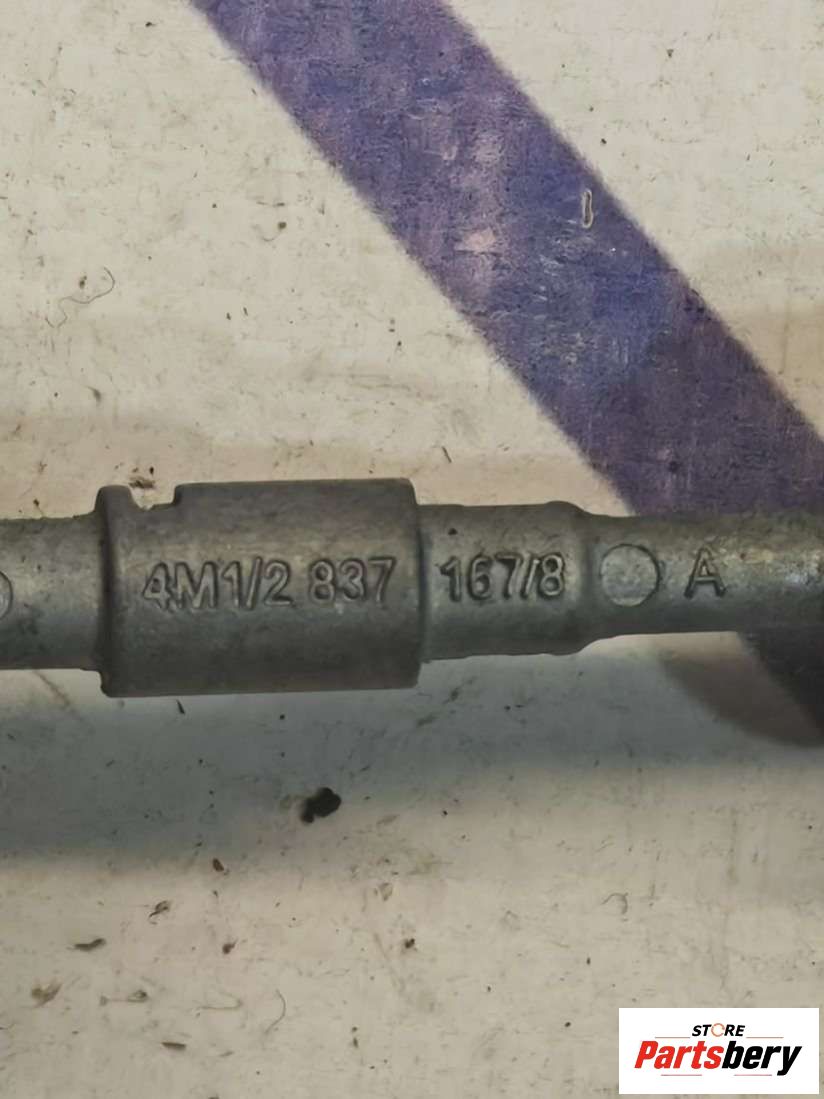 4M1/2 837 167/8 A
STORE
Partsbery